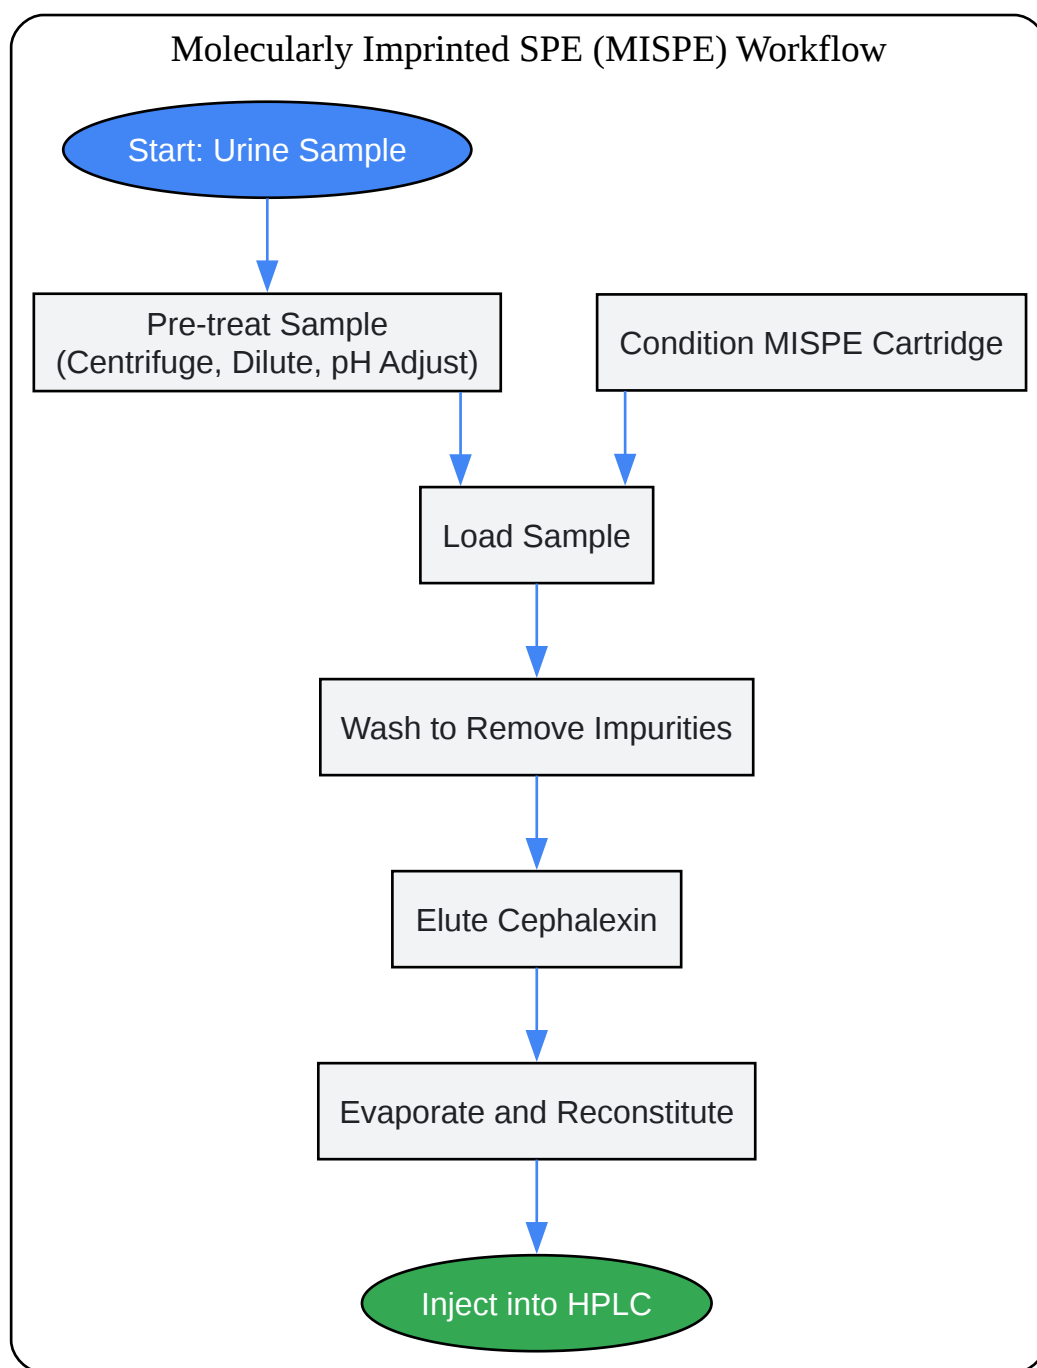 Molecularly Imprinted SPE (MISPE) Workflow
Start: Urine Sample
Pre-treat Sample
(Centrifuge, Dilute, pH Adjust)
Condition MISPE Cartridge
Load Sample
Wash to Remove Impurities
Elute Cephalexin
Evaporate and Reconstitute
Inject into HPLC